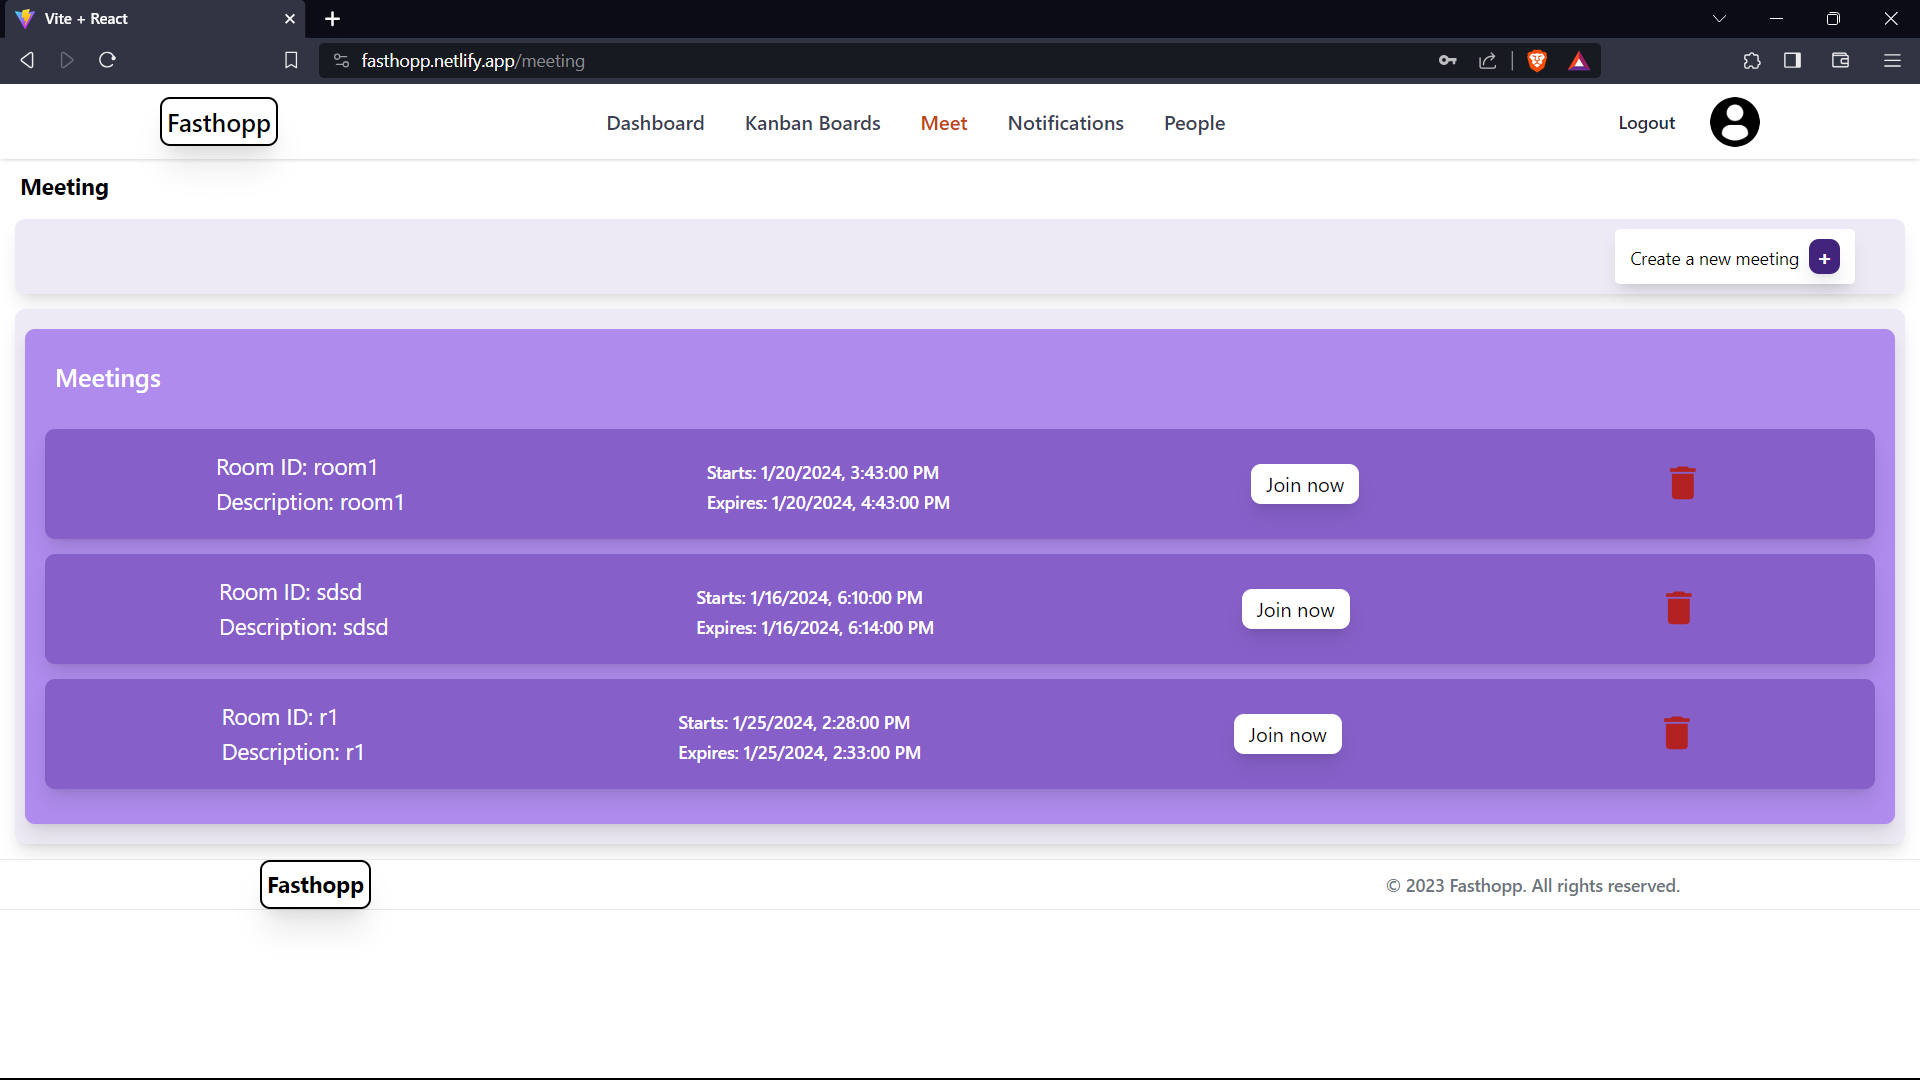 Vite + React
fasthopp.netlify.app/meeting
Fasthopp
Dashboard
Kanban Boards
Meet
Notifications
People
Logout
Meeting
Create a new meeting +
Meetings
Room ID: room1
Description: room1
Starts: 1/20/2024, 3:43:00 PM
Expires: 1/20/2024, 4:43:00 PM
Join now
Room ID: sdsd
Description: sdsd
Starts: 1/16/2024, 6:10:00 PM
Expires: 1/16/2024, 6:14:00 PM
Join now
Room ID: r1
Description: r1
Starts: 1/25/2024, 2:28:00 PM
Expires: 1/25/2024, 2:33:00 PM
Join now
Fasthopp
© 2023 Fasthopp. All rights reserved.